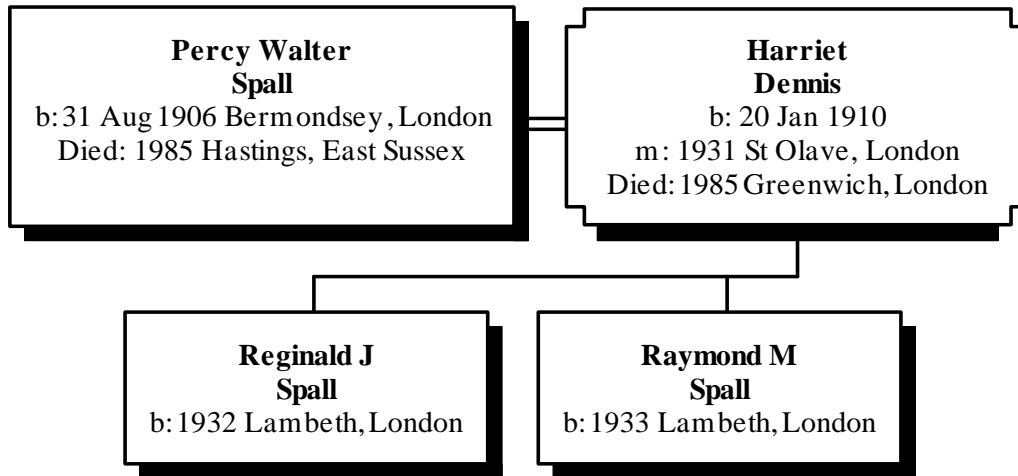 Percy Walter
Spall
b: 31 Aug 1906 Bermondsey, London
Died: 1985 Hastings, East Sussex
Harriet
Dennis
b: 20 Jan 1910
m: 1931 St Olave, London
Died: 1985 Greenwich, London
Reginald J
Spall
b: 1932 Lambeth, London
Raymond M
Spall
b: 1933 Lambeth, London